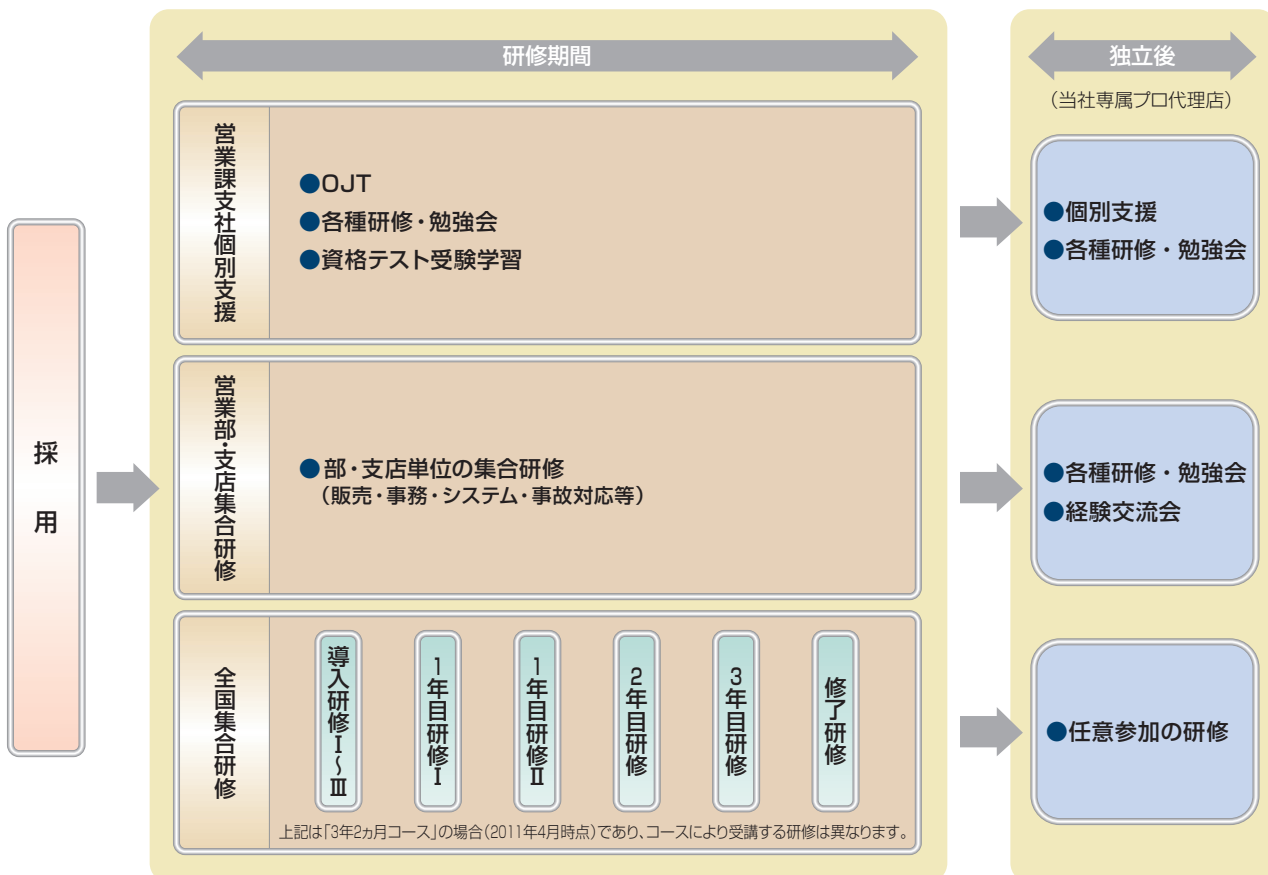 研修期間
独立後
(当社専属プロ代理店)
採用
営業課支社個別支援
●OJT
●各種研修・勉強会
●資格テスト受験学習
●個別支援
●各種研修・勉強会
営業部・支店集合研修
●部・支店単位の集合研修
(販売・事務・システム・事故対応等)
●各種研修・勉強会
●経験交流会
全国集合研修
導入研修Ⅰ～Ⅲ
1年目研修Ⅰ
1年目研修Ⅱ
2年目研修
3年目研修
修了研修
上記は「3年2ヵ月コース」の場合(2011年4月時点)であり、コースにより受講する研修は異なります。
●任意参加の研修